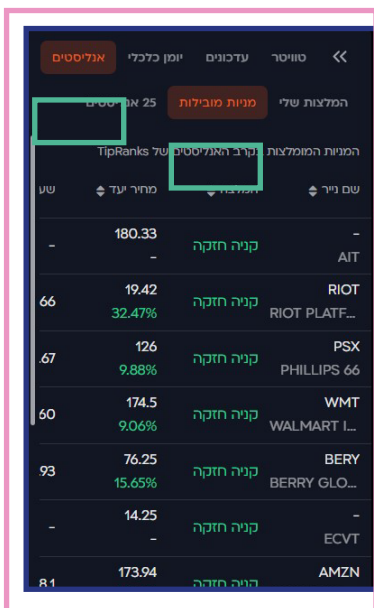 טוויטר עדכונים יומן כלכלי אנליסטים
המלצות שלי מניות מובילות 25 אנליסטים
המניות המומלצות בקרב האנליסטים של TipRanks
שם נייר המלצה מחיר יעד שע
– קניה חזקה 180.33 –
AIT –
RIOT קניה חזקה 19.42 66
RIOT PLATF... 32.47%
PSX קניה חזקה 126 .67
PHILLIPS 66 9.88%
WMT קניה חזקה 174.5 60
WALMART I... 9.06%
BERY קניה חזקה 76.25 .93
BERRY GLO... 15.65%
– קניה חזקה 14.25 –
ECVT –
AMZN קניה חזקה 173.94 81